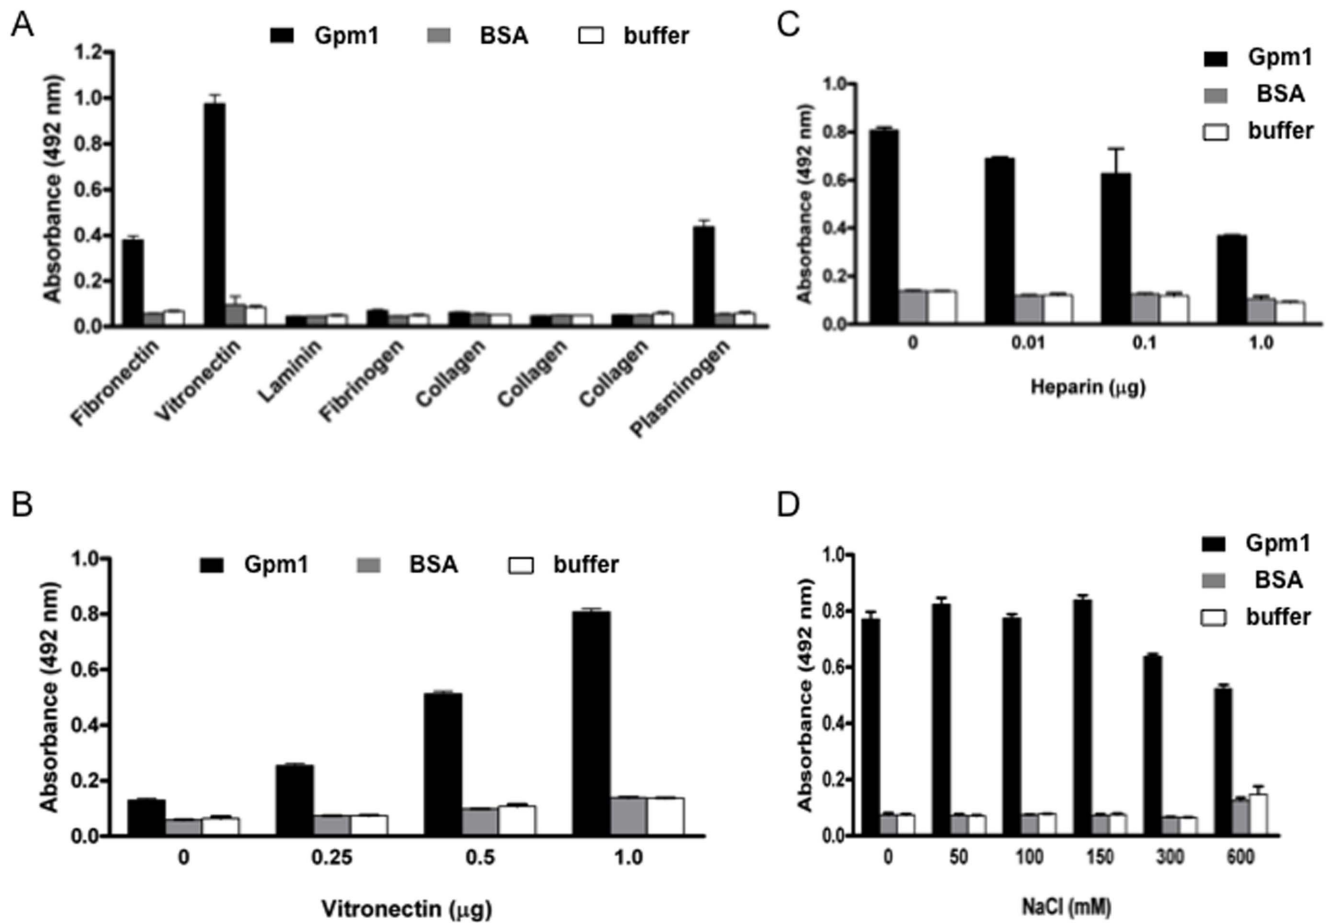 A
Gpm1 BSA buffer
Absorbance (492 nm)
1.2
1.0
0.8
0.6
0.4
0.2
0.0
Fibronectin
Vitronectin
Laminin
Fibrinogen
Collagen
Collagen
Collagen
Plasminogen
B
Gpm1 BSA buffer
Absorbance (492 nm)
1.0
0.8
0.6
0.4
0.2
0.0
0 0.25 0.5 1.0
Vitronectin (μg)
C
Gpm1
BSA
buffer
Absorbance (492 nm)
1.0
0.8
0.6
0.4
0.2
0.0
0 0.01 0.1 1.0
Heparin (μg)
D
Gpm1
BSA
buffer
Absorbance (492 nm)
1.0
0.8
0.6
0.4
0.2
0.0
0 50 100 150 300 600
NaCl (mM)